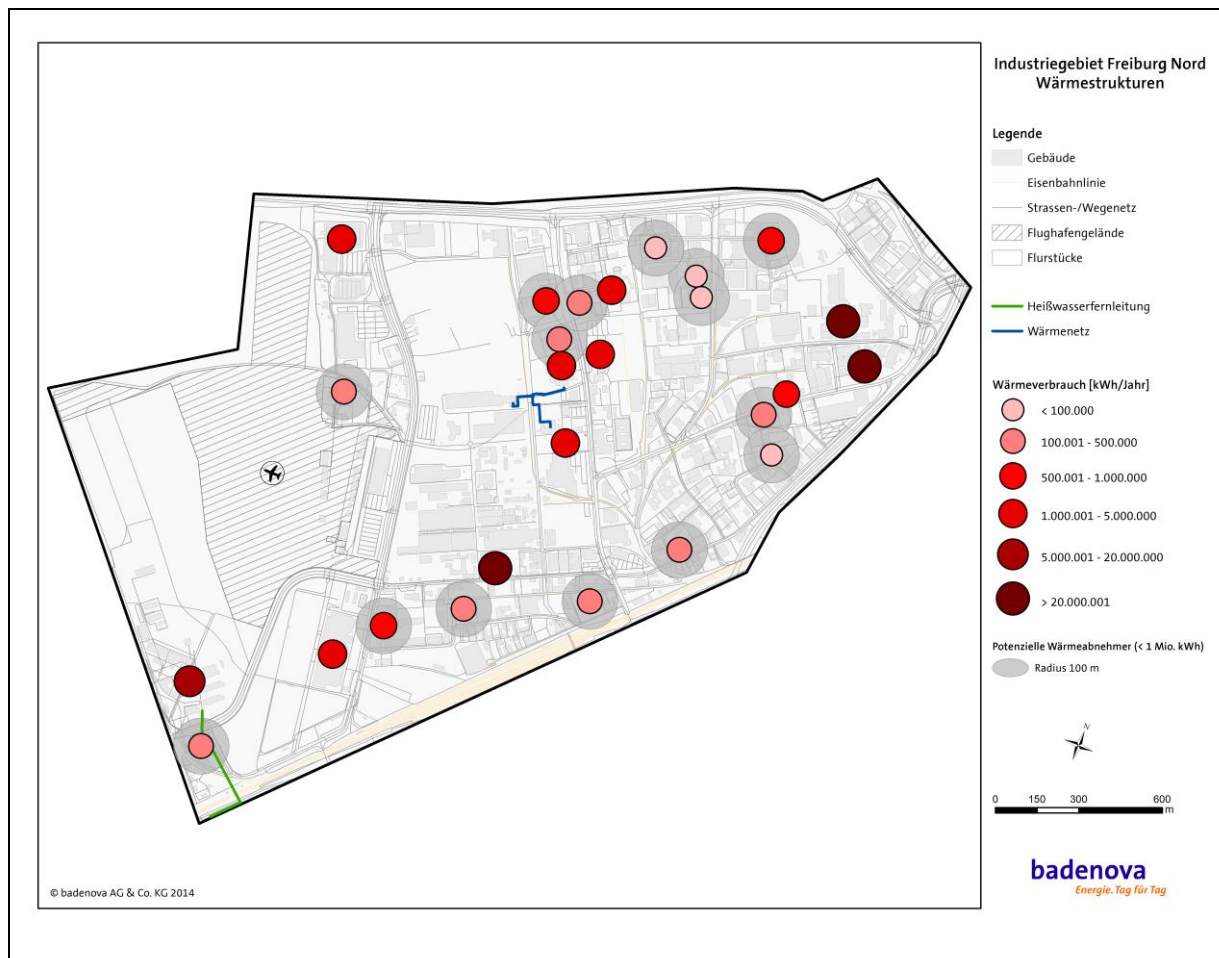 Industriegebiet Freiburg Nord
Wärmestrukturen
Legende
Gebäude
Eisenbahnlinie
Strassen-/Wegenetz
Flughafengelände
Flurstücke
Heißwasserfernleitung
Wärmenetz
Wärmeverbrauch [kWh/Jahr]
< 100.000
100.001 - 500.000
500.001 - 1.000.000
1.000.001 - 5.000.000
5.000.001 - 20.000.000
> 20.000.001
Potenzielle Wärmeabnehmer (< 1 Mio. kWh)
Radius 100 m
N
0 150 300 600
m
badenova
Energie. Tag für Tag
© badenova AG & Co. KG 2014